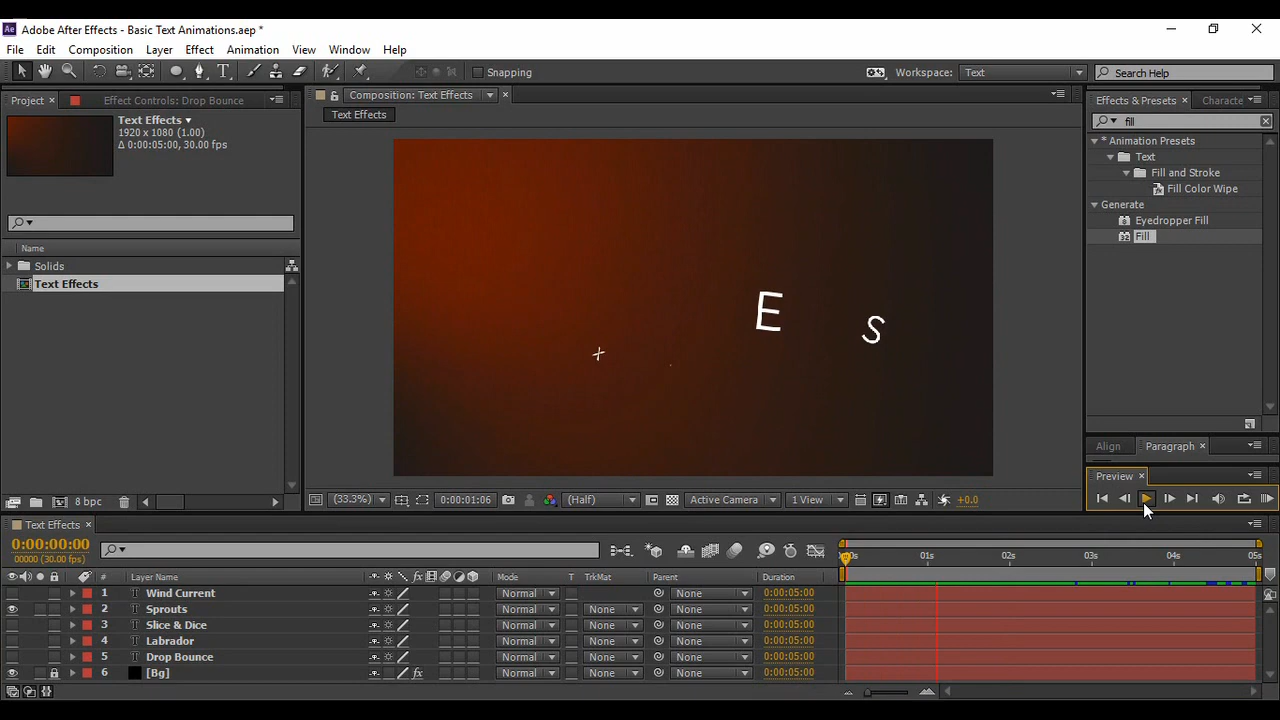 Ae Adobe After Effects - Basic Text Animations.aep *
File Edit Composition Layer Effect Animation View Window Help
T Snapping Workspace: Text Search Help
Project × Effect Controls: Drop Bounce
Composition: Text Effects
Effects & Presets × Characte
Text Effects
Text Effects
1920 x 1080 (1.00)
Δ 0:00:05:00, 30.00 fps
fill
* Animation Presets
Text
Fill and Stroke
Fill Color Wipe
Generate
Eyedropper Fill
Fill
Name
Solids
Text Effects
E s
Align Paragraph ×
Preview ×
8 bpc
(33.3%) 0:00:01:06 (Half) Active Camera 1 View +0.0
Text Effects ×
0:00:00:00
00000 (30.00 fps)
00s 01s 02s 03s 04s 05s
# Layer Name fx Mode T TrkMat Parent Duration
1 T Wind Current Normal None 0:00:05:00
2 T Sprouts Normal None None 0:00:05:00
3 T Slice & Dice Normal None None 0:00:05:00
4 T Labrador Normal None None 0:00:05:00
5 T Drop Bounce Normal None None 0:00:05:00
6 [Bg] fx Normal None None 0:00:05:00